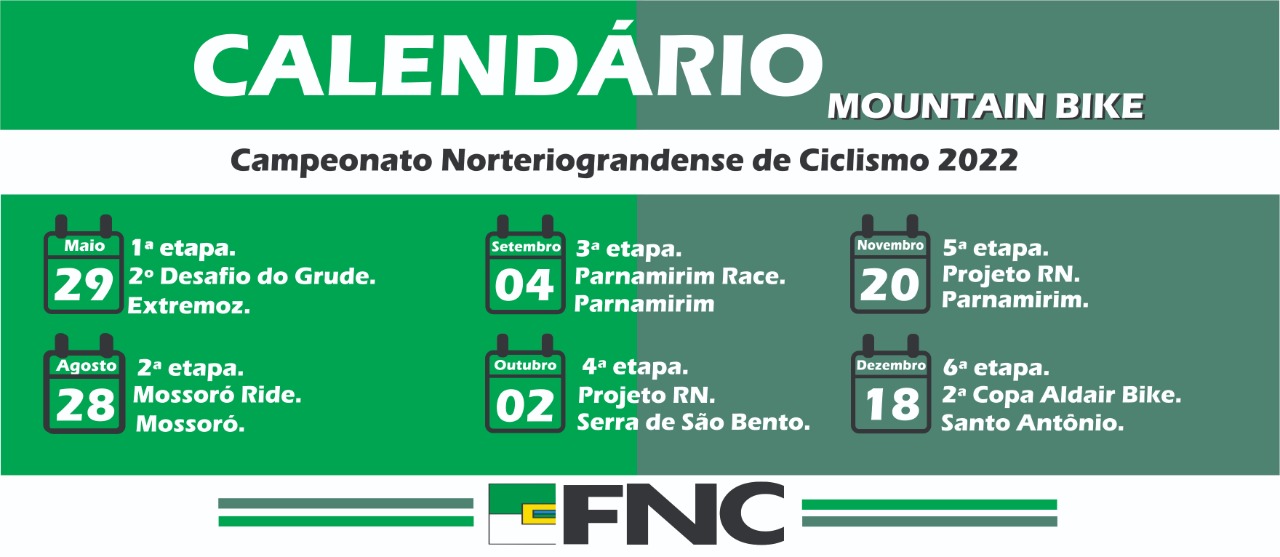 CALENDÁRIO
MOUNTAIN BIKE
Campeonato Norteriograndense de Ciclismo 2022
Maio
29
1ª etapa.
2º Desafio do Grude.
Extremoz.
Agosto
28
2ª etapa.
Mossoró Ride.
Mossoró.
Setembro
04
3ª etapa.
Parnamirim Race.
Parnamirim
Outubro
02
4ª etapa.
Projeto RN.
Serra de São Bento.
Novembro
20
5ª etapa.
Projeto RN.
Parnamirim.
Dezembro
18
6ª etapa.
2ª Copa Aldair Bike.
Santo Antônio.
FNC